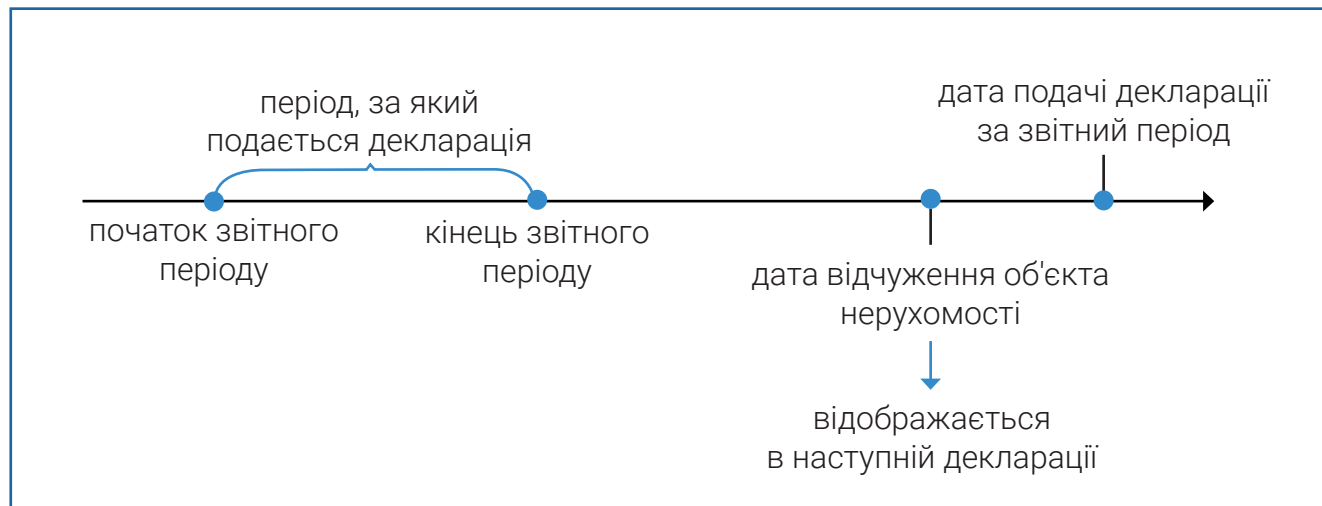 період, за який
подається декларація
дата подачі декларації
за звітний період
початок звітного
періоду
кінець звітного
періоду
дата відчуження об'єкта
нерухомості
відображається
в наступній декларації